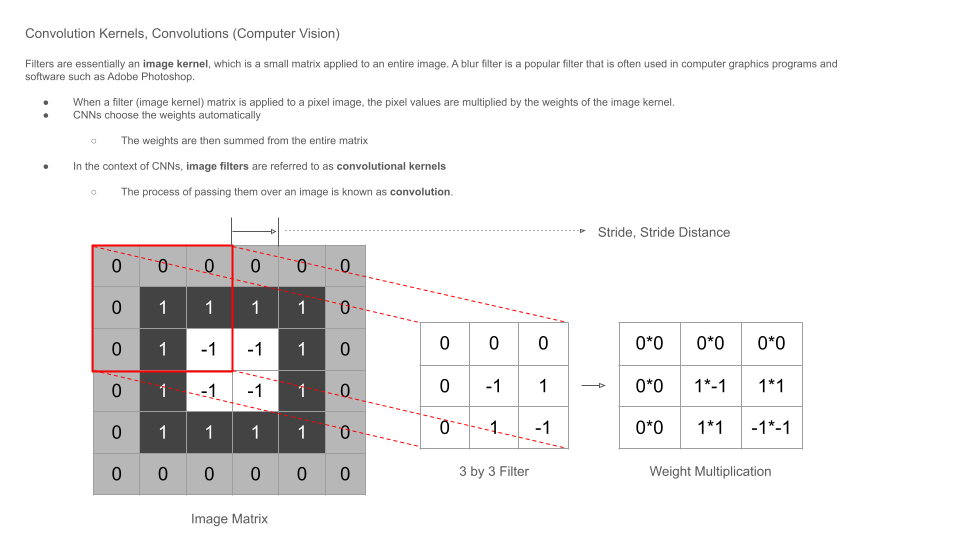 Convolution Kernels, Convolutions (Computer Vision)
Filters are essentially an image kernel, which is a small matrix applied to an entire image. A blur filter is a popular filter that is often used in computer graphics programs and
software such as Adobe Photoshop.
● When a filter (image kernel) matrix is applied to a pixel image, the pixel values are multiplied by the weights of the image kernel.
● CNNs choose the weights automatically
○ The weights are then summed from the entire matrix
● In the context of CNNs, image filters are referred to as convolutional kernels
○ The process of passing them over an image is known as convolution.
Stride, Stride Distance
0 0 0 0 0 0
0 1 1 1 1 0
0 1 -1 -1 1 0
0 1 -1 -1 1 0
0 1 1 1 1 0
0 0 0 0 0 0
Image Matrix
0 0 0
0 -1 1
0 1 -1
3 by 3 Filter
0*0 0*0 0*0
0*0 1*-1 1*1
0*0 1*1 -1*-1
Weight Multiplication